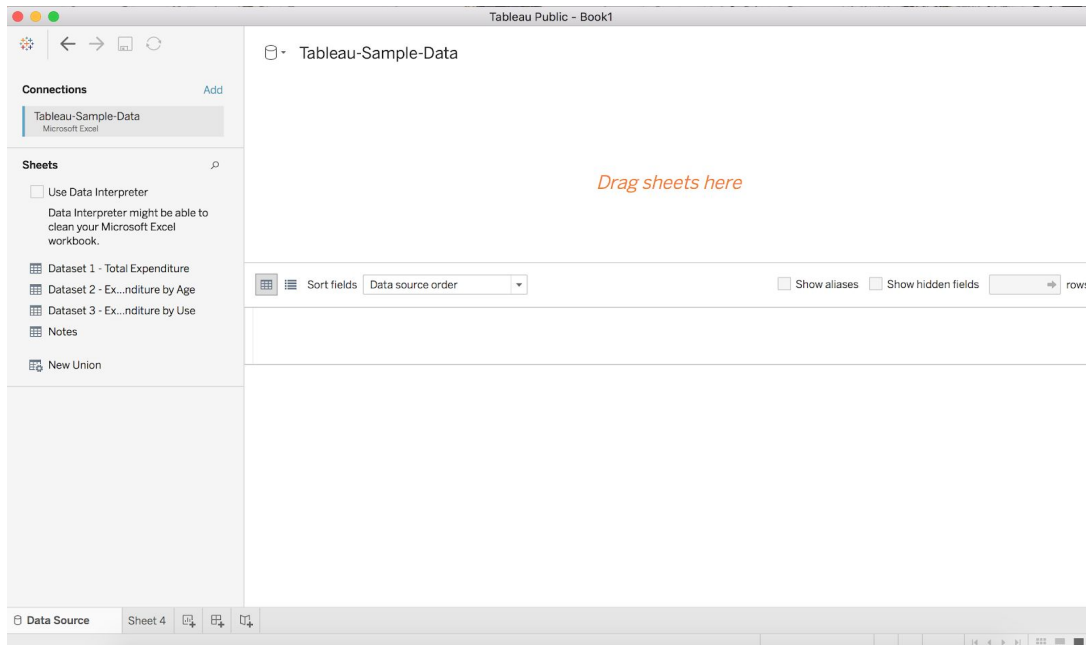 Tableau Public - Book1
Tableau-Sample-Data
Connections Add
Tableau-Sample-Data
Microsoft Excel
Sheets
Use Data Interpreter
Data Interpreter might be able to
clean your Microsoft Excel
workbook.
Dataset 1 - Total Expenditure
Dataset 2 - Ex...nditure by Age
Dataset 3 - Ex...nditure by Use
Notes
New Union
Drag sheets here
Sort fields Data source order Show aliases Show hidden fields rows
Data Source Sheet 4